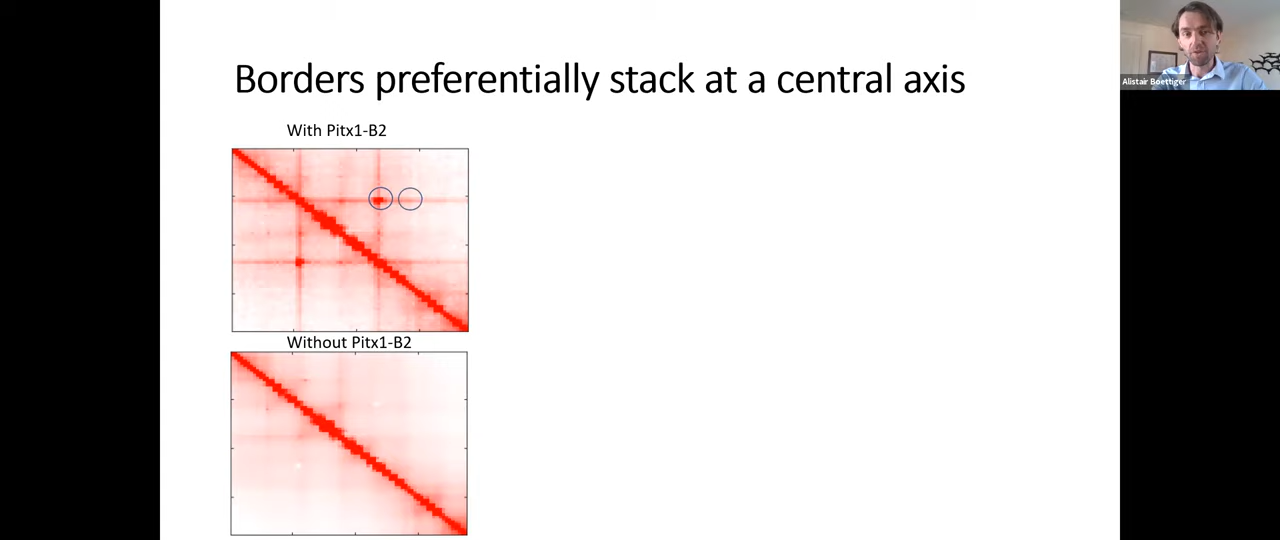 Borders preferentially stack at a central axis
With Pitx1-B2
Without Pitx1-B2
Alistair Boettiger